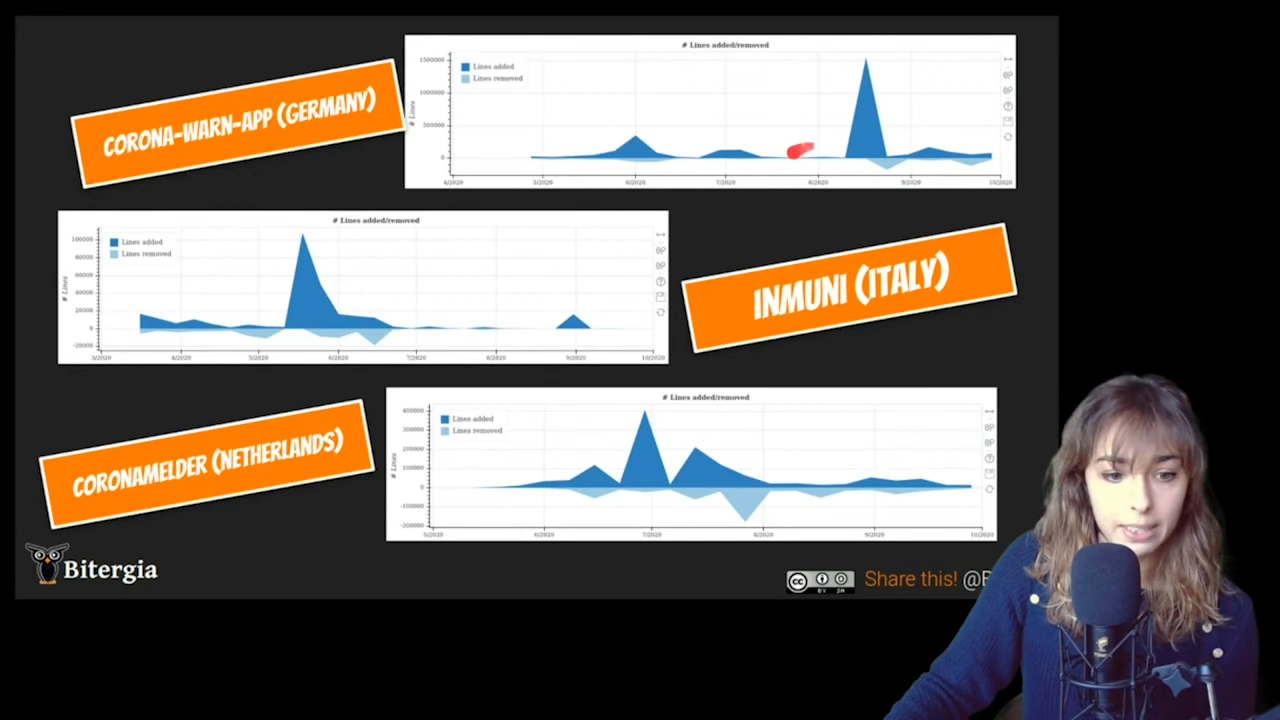 # Lines added/removed
CORONA-WARN-APP (GERMANY)
Lines added
Lines removed
# Lines
1500000
1000000
500000
0
4/2020 5/2020 6/2020 7/2020 8/2020 9/2020 10/2020
# Lines added/removed
Lines added
Lines removed
# Lines
100000
80000
60000
40000
20000
0
-20000
3/2020 4/2020 5/2020 6/2020 7/2020 8/2020 9/2020 10/2020
INMUNI (ITALY)
# Lines added/removed
CORONAMELDER (NETHERLANDS)
Lines added
Lines removed
# Lines
400000
300000
200000
100000
0
-100000
-200000
5/2020 6/2020 7/2020 8/2020 9/2020 10/2020
Bitergia
cc BY SA
Share this! @B